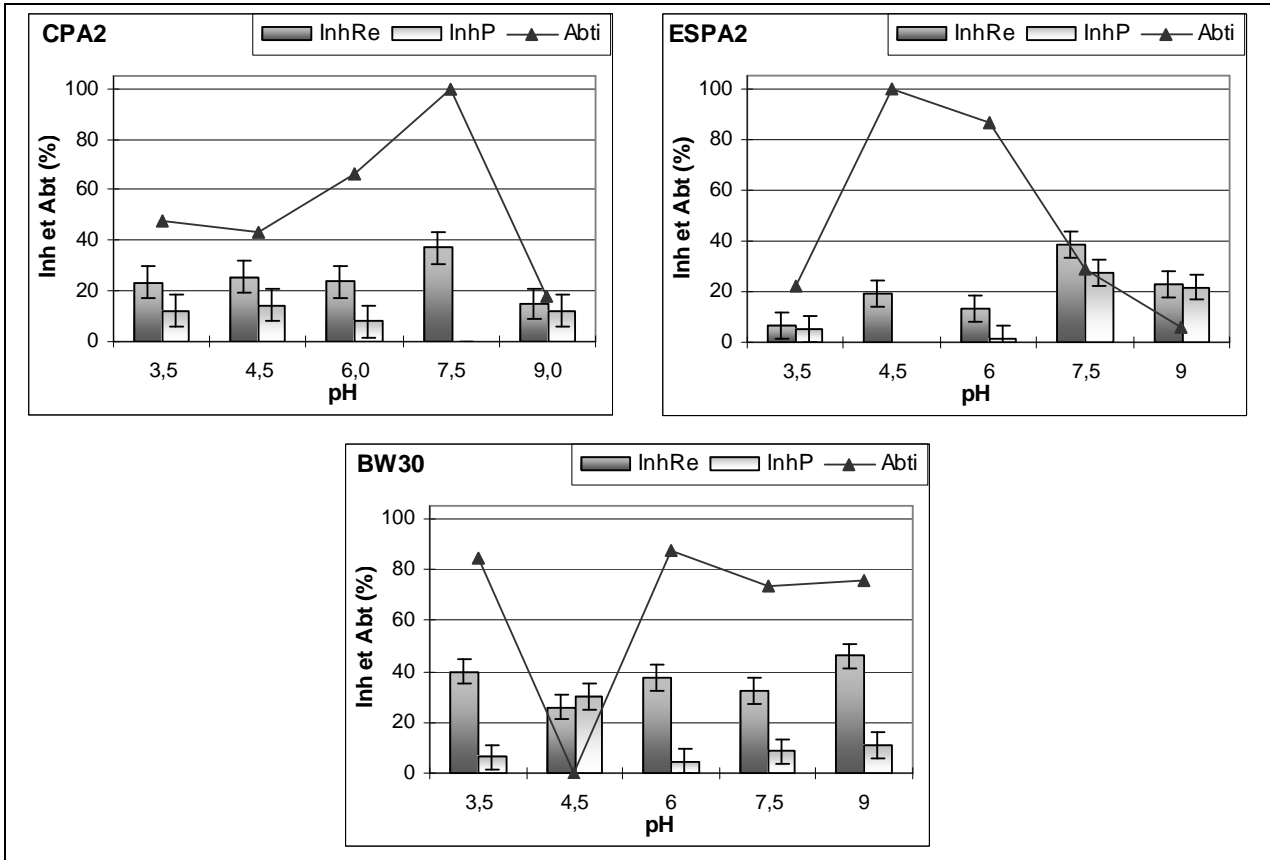 CPA2
InhRe InhP Abti
Inh et Abt (%)
100
80
60
40
20
0
3,5 4,5 6,0 7,5 9,0
pH
ESPA2
InhRe InhP Abti
Inh et Abt (%)
100
80
60
40
20
0
3,5 4,5 6 7,5 9
pH
BW30
InhRe InhP Abti
Inh et Abt (%)
100
80
60
40
20
0
3,5 4,5 6 7,5 9
pH